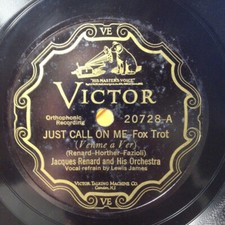 VE
"HIS MASTER'S VOICE"
VICTOR
Orthophonic
Recording
20728-A
JUST CALL ON ME-Fox Trot
(Venme a Ver)
(Renard-Horther-Fazioli)
Jacques Renard and His Orchestra
Vocal refrain by Lewis James
VICTOR TALKING MACHINE CO.
Camden, N.J.
VE